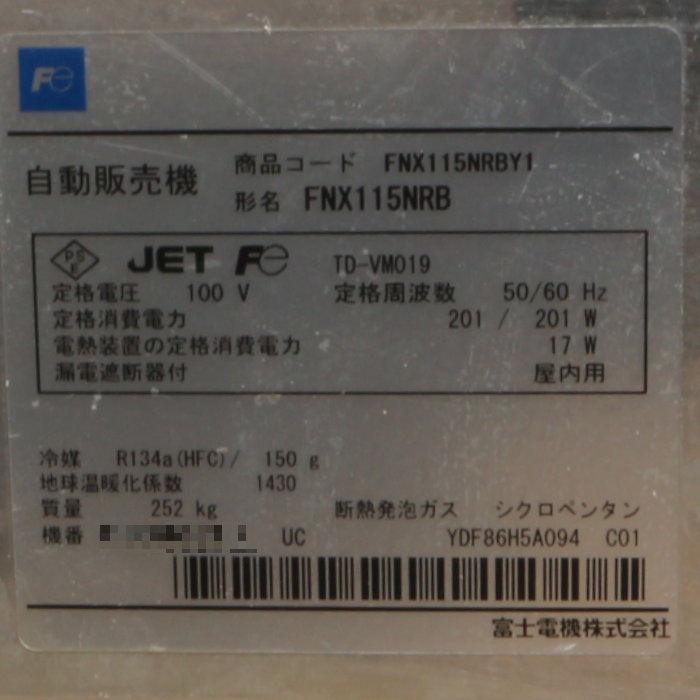 Fe
自動販売機
商品コード FNX115NRBY1
形名 FNX115NRB
PSE JET Fe TD-VM019
定格電圧 100 V 定格周波数 50/60 Hz
定格消費電力 201 / 201 W
電熱装置の定格消費電力 17 W
漏電遮断器付 屋内用
冷媒 R134a(HFC)/ 150 g
地球温暖化係数 1430
質量 252 kg 断熱発泡ガス シクロペンタン
機番 UC YDF86H5A094 C01
富士電機株式会社